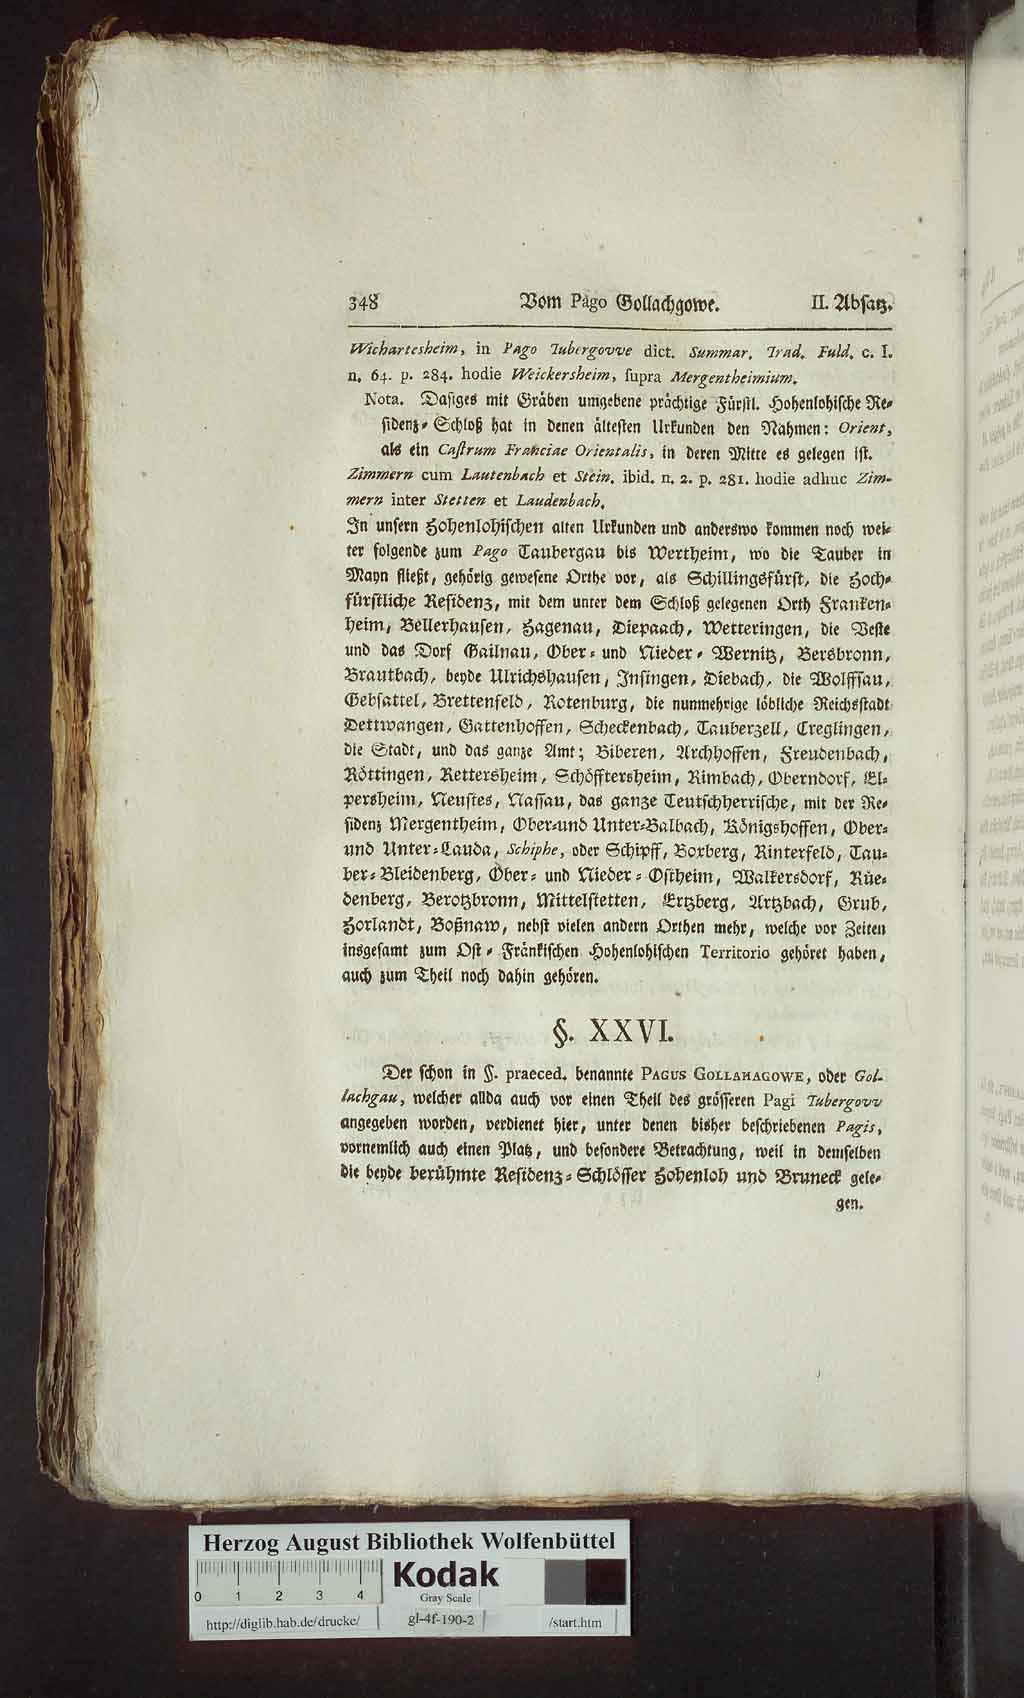 348 Vom Pago Gollachgowe. II. Absatz.
Wichartesheim, in Pago Tubergovve dict. Summar. Trad. Fuld. c. I.
n. 64. p. 284. hodie Weickersheim, supra Mergentheimium.
Nota. Dasiges mit Gräben umgebene prächtige Fürstl. Hohenlohische Re-
sidenz-Schloß hat in denen ältesten Urkunden den Nahmen: Orient,
als ein Castrum Franciae Orientalis, in deren Mitte es gelegen ist.
Zimmern cum Lautenbach et Stein. ibid. n. 2. p. 281. hodie adhuc Zim-
mern inter Stetten et Laudenbach.
In unsern Hohenlohischen alten Urkunden und anderswo kommen noch wei-
ter folgende zum Pago Taubergau bis Wertheim, wo die Tauber in
Mayn fließt, gehörig gewesene Orthe vor, als Schillingsfürst, die Hoch-
fürstliche Residenz, mit dem unter dem Schloß gelegenen Orth Franken-
heim, Bellerhausen, Hagenau, Diepaach, Wetteringen, die Veste
und das Dorf Gailnau, Ober- und Nieder-Wernitz, Bersbronn,
Brautbach, beyde Ulrichshausen, Insingen, Diebach, die Wolffsau,
Gebsattel, Brettenfeld, Rotenburg, die nunmehrige löbliche Reichsstadt
Dettwangen, Gattenhoffen, Scheckenbach, Tauberzell, Creglingen,
die Stadt, und das ganze Amt; Biberen, Archhoffen, Freudenbach,
Röttingen, Rettersheim, Schöfftersheim, Rimbach, Oberndorf, El-
persheim, Neustes, Nassau, das ganze Teutschherrische, mit der Re-
sidenz Mergentheim, Ober-und Unter-Balbach, Königshoffen, Ober-
und Unter-Lauda, Schiphe, oder Schipff, Boxberg, Rinterfeld, Tau-
ber-Bleidenberg, Ober- und Nieder-Ostheim, Walkersdorf, Rüe-
denberg, Berotzbronn, Mittelstetten, Ertzberg, Artzbach, Grub,
Horlandt, Boßnaw, nebst vielen andern Orthen mehr, welche vor Zeiten
insgesamt zum Ost-Fränkischen Hohenlohischen Territorio gehöret haben,
auch zum Theil noch dahin gehören.
§. XXVI.
Der schon in §. praeced. benannte PAGUS GOLLAHAGOWE, oder Gol-
lachgau, welcher allda auch vor einen Theil des grösseren Pagi Tubergovv
angegeben worden, verdienet hier, unter denen bisher beschriebenen Pagis,
vornemlich auch einen Platz, und besondere Betrachtung, weil in demselben
die beyde berühmte Residenz-Schlösser Hohenloh und Bruneck gele-
gen.
Herzog August Bibliothek Wolfenbüttel
0 1 2 3 4
Kodak
Gray Scale
http://diglib.hab.de/drucke/ gl-4f-190-2 /start.htm